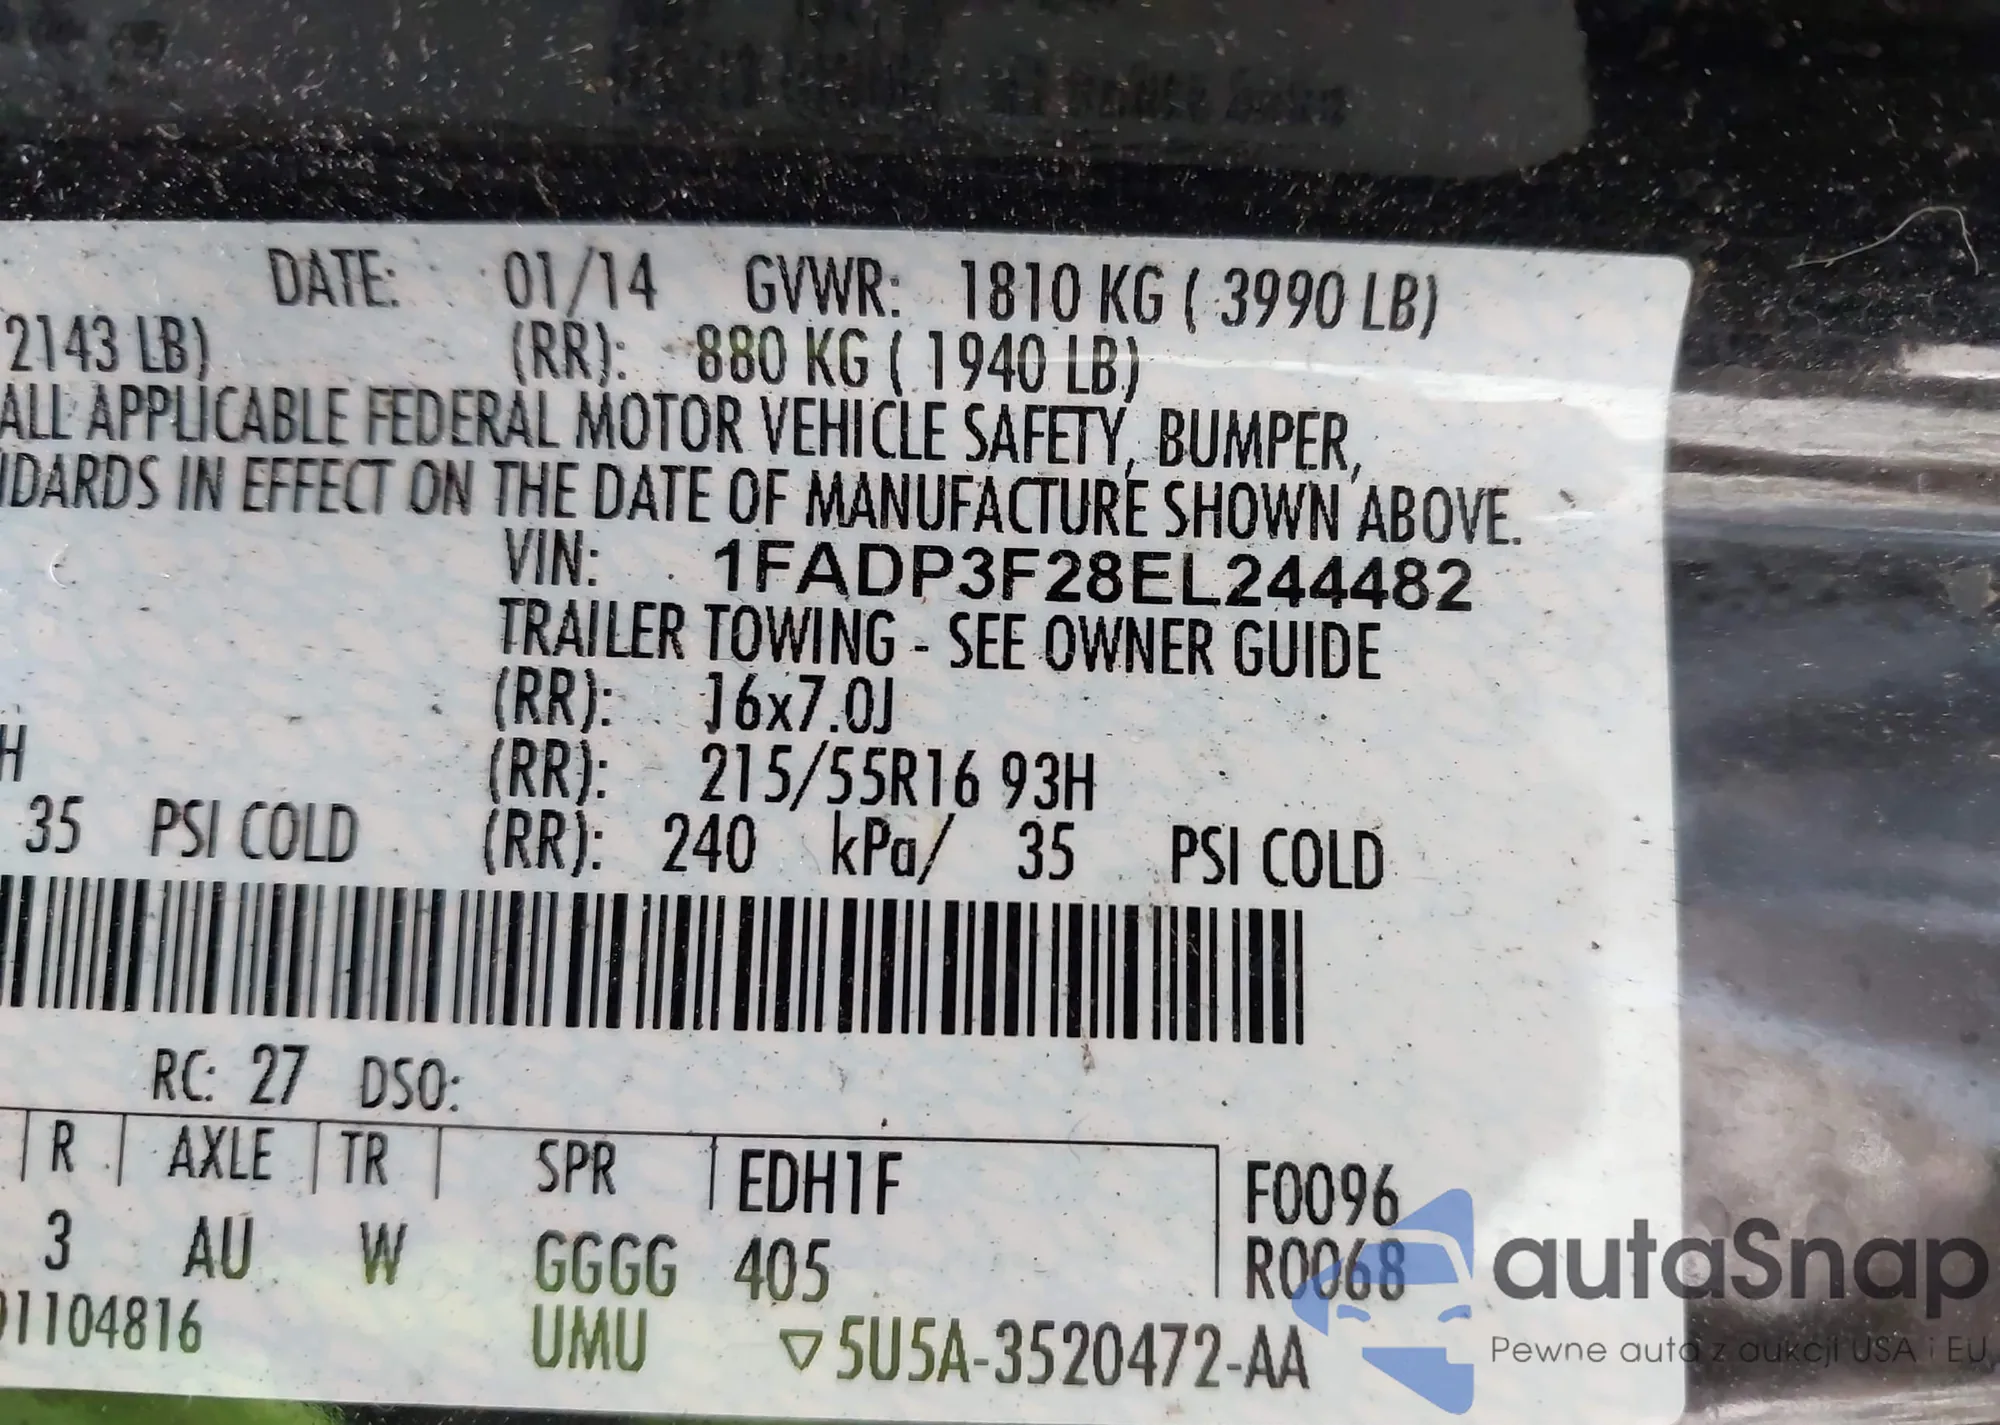 DATE: 01/14 GVWR: 1810 KG ( 3990 LB)
2143 LB) (RR): 880 KG ( 1940 LB)
ALL APPLICABLE FEDERAL MOTOR VEHICLE SAFETY, BUMPER,
NDARDS IN EFFECT ON THE DATE OF MANUFACTURE SHOWN ABOVE.
VIN: 1FADP3F28EL244482
TRAILER TOWING - SEE OWNER GUIDE
(RR): 16x7.0J
H (RR): 215/55R16 93H
35 PSI COLD (RR): 240 kPa/ 35 PSI COLD
RC: 27 DSO:
R AXLE TR SPR EDH1F F0096
3 AU W GGGG 405 R0068
01104816 UMU ▽5U5A-3520472-AA
autaSnap
Pewne auta z aukcji USA i EU